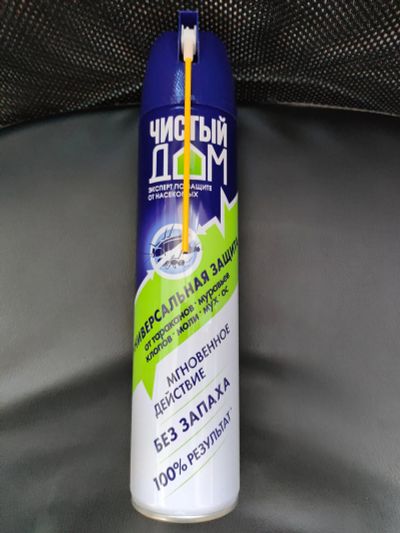 ЧИСТЫЙ
ДОМ
ЭКСПЕРТ ПО ЗАЩИТЕ
ОТ НАСЕКОМЫХ
УНИВЕРСАЛЬНАЯ ЗАЩИТА
от тараканов • муравьев
клопов • моли • мух • ос
МГНОВЕННОЕ
ДЕЙСТВИЕ
БЕЗ ЗАПАХА
100% РЕЗУЛЬТАТ*